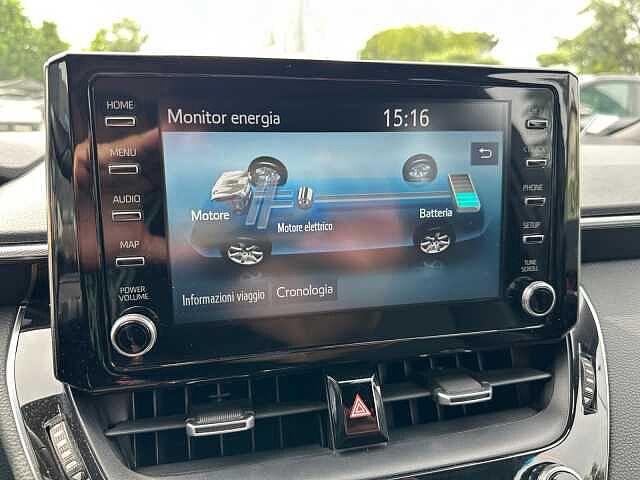 HOME
MENU
AUDIO
MAP
POWER
VOLUME
Monitor energia 15:16
Motore
Motore elettrico
Batteria
Informazioni viaggio Cronologia
PHONE
SETUP
TUNE
SCROLL